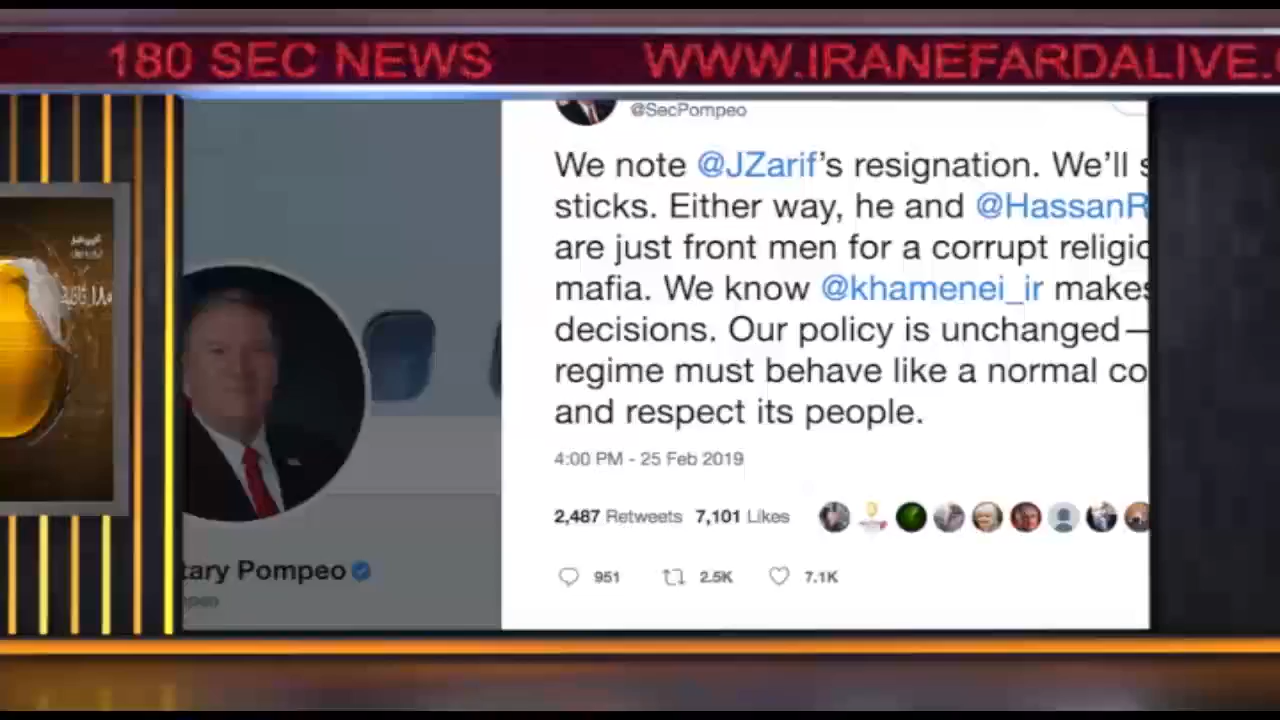 180 SEC NEWS WWW.IRANEFARDALIVE.
@SecPompeo
We note @JZarif's resignation. We'll s
sticks. Either way, he and @HassanR
are just front men for a corrupt religio
mafia. We know @khamenei_ir makes
decisions. Our policy is unchanged—
regime must behave like a normal co
and respect its people.
4:00 PM - 25 Feb 2019
2,487 Retweets 7,101 Likes
951 2.5K 7.1K
tary Pompeo